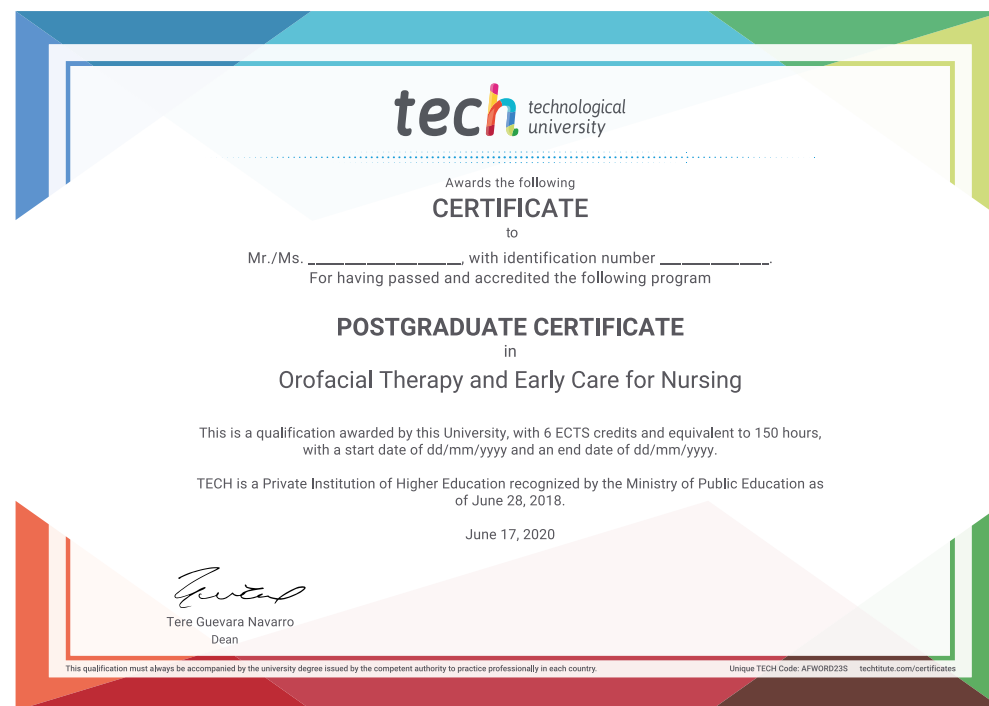 tech technological
university
Awards the following
CERTIFICATE
to
Mr./Ms. ____________________, with identification number ______________.
For having passed and accredited the following program
POSTGRADUATE CERTIFICATE
in
Orofacial Therapy and Early Care for Nursing
This is a qualification awarded by this University, with 6 ECTS credits and equivalent to 150 hours,
with a start date of dd/mm/yyyy and an end date of dd/mm/yyyy.
TECH is a Private Institution of Higher Education recognized by the Ministry of Public Education as
of June 28, 2018.
June 17, 2020
Tere Guevara Navarro
Dean
This qualification must always be accompanied by the university degree issued by the competent authority to practice professionally in each country. Unique TECH Code: AFWORD23S techtitute.com/certificates